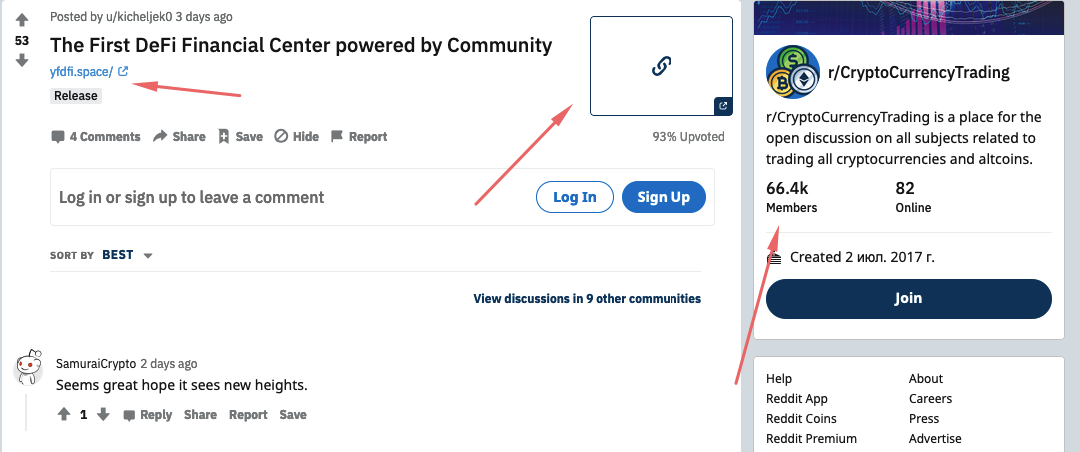 Posted by u/kicheljek0 3 days ago
53
The First DeFi Financial Center powered by Community
yfdfi.space/
Release
4 Comments Share Save Hide Report
93% Upvoted
Log in or sign up to leave a comment
Log In
Sign Up
SORT BY BEST
View discussions in 9 other communities
SamuraiCrypto 2 days ago
Seems great hope it sees new heights.
1 Reply Share Report Save
r/CryptoCurrencyTrading
r/CryptoCurrencyTrading is a place for the
open discussion on all subjects related to
trading all cryptocurrencies and altcoins.
66.4k 82
Members Online
Created 2 июл. 2017 г.
Join
Help About
Reddit App Careers
Reddit Coins Press
Reddit Premium Advertise